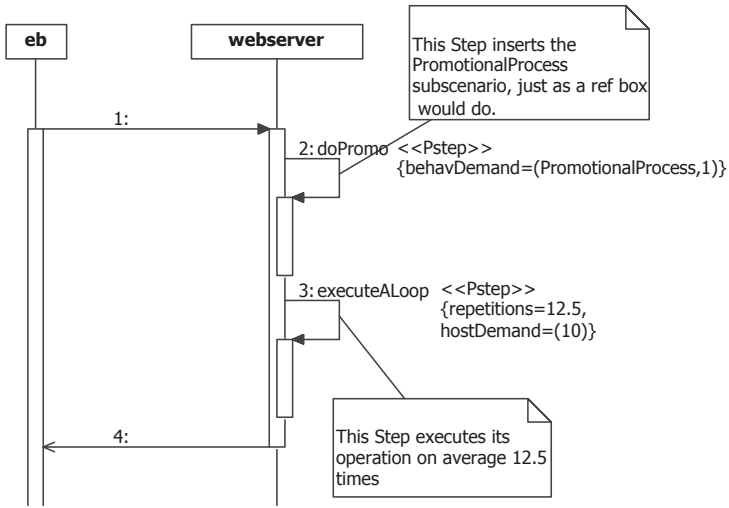 eb
webserver
This Step inserts the
PromotionalProcess
subscenario, just as a ref box
would do.
1:
2: doPromo <<Pstep>>
{behavDemand=(PromotionalProcess,1)}
3: executeALoop <<Pstep>>
{repetitions=12.5,
hostDemand=(10)}
4:
This Step executes its
operation on average 12.5
times